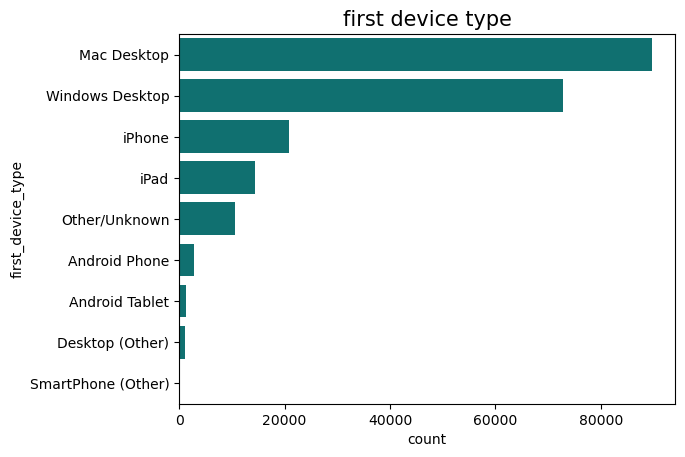 first device type
Mac Desktop
Windows Desktop
iPhone
iPad
Other/Unknown
Android Phone
Android Tablet
Desktop (Other)
SmartPhone (Other)
first_device_type
0 20000 40000 60000 80000
count